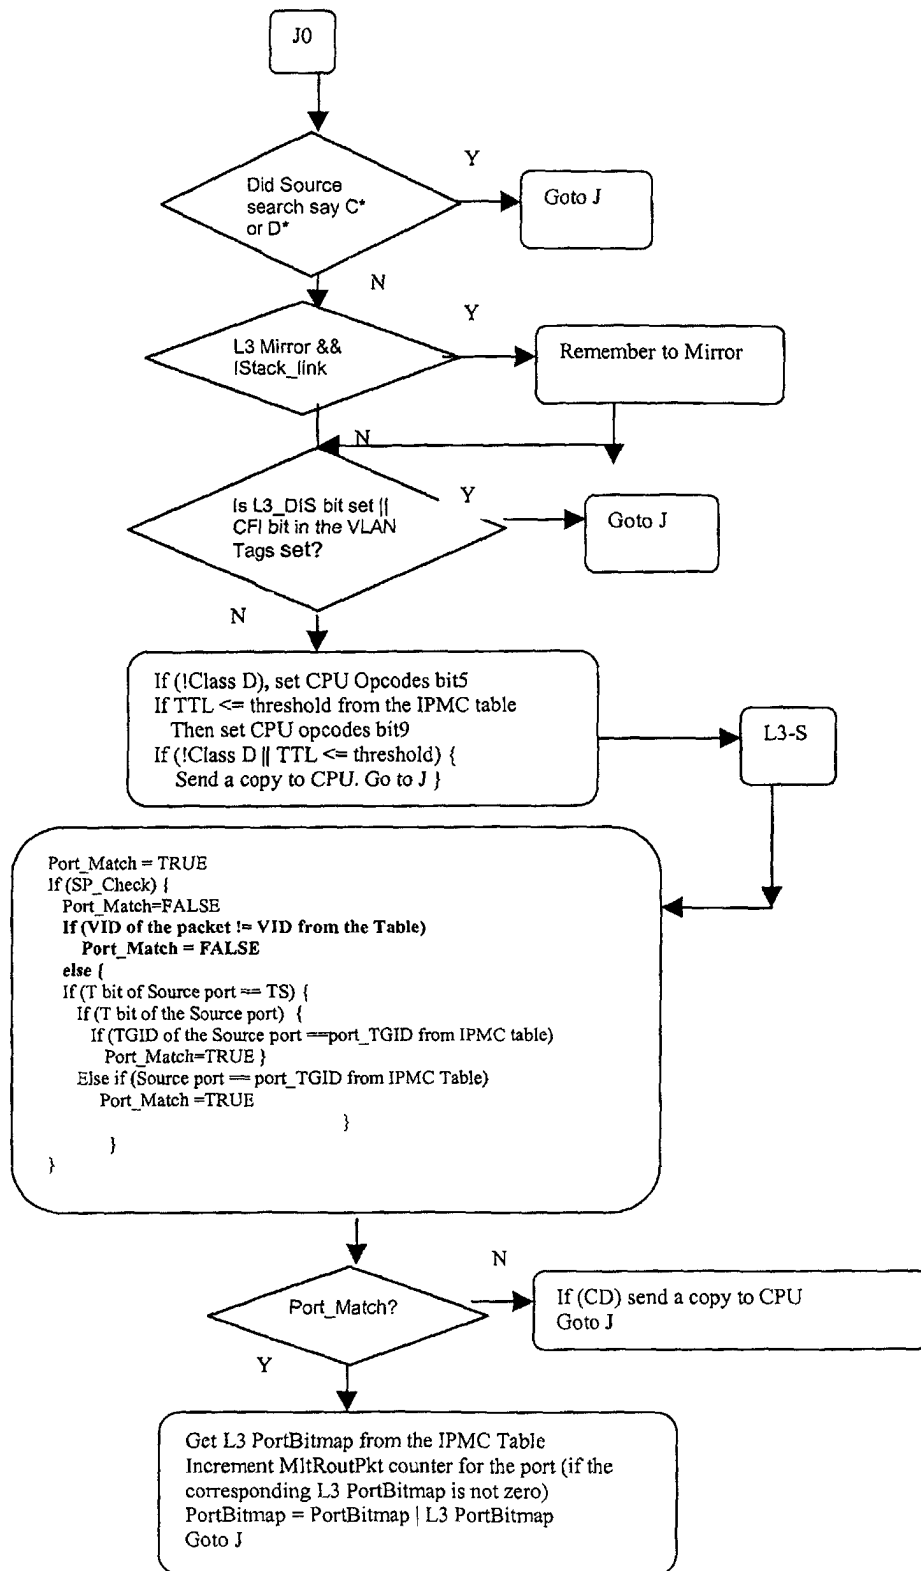 J0
Did Source
search say C*
or D*
Y
Goto J
N
L3 Mirror &&
!Stack_link
Y
Remember to Mirror
N
Is L3_DIS bit set ||
CFI bit in the VLAN
Tags set?
Y
Goto J
N
If (!Class D), set CPU Opcodes bit5
If TTL <= threshold from the IPMC table
Then set CPU opcodes bit9
If (!Class D || TTL <= threshold) {
Send a copy to CPU. Go to J }
L3-S
Port_Match = TRUE
If (SP_Check) {
Port_Match=FALSE
If (VID of the packet != VID from the Table)
Port_Match = FALSE
else {
If (T bit of Source port == TS) {
If (T bit of the Source port) {
If (TGID of the Source port ==port_TGID from IPMC table)
Port_Match=TRUE }
Else if (Source port == port_TGID from IPMC Table)
Port_Match =TRUE
}
}
}
Port_Match?
N
If (CD) send a copy to CPU
Goto J
Y
Get L3 PortBitmap from the IPMC Table
Increment MltRoutPkt counter for the port (if the
corresponding L3 PortBitmap is not zero)
PortBitmap = PortBitmap | L3 PortBitmap
Goto J